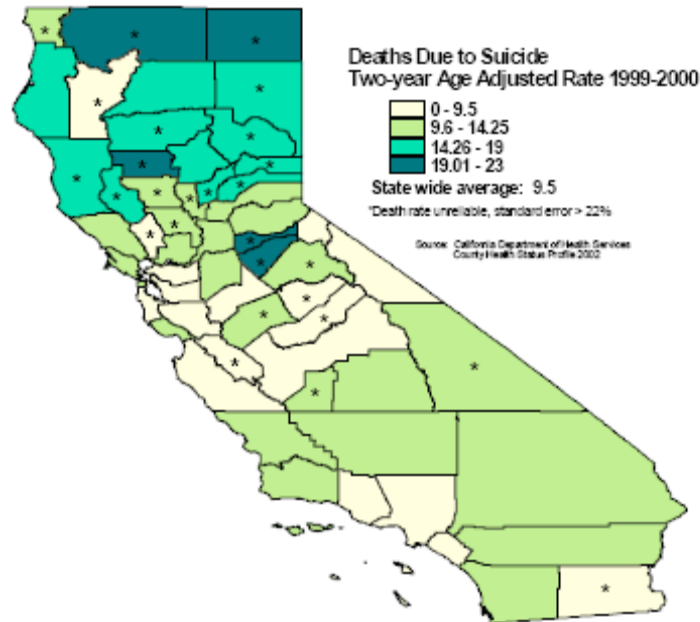 Deaths Due to Suicide
Two-year Age Adjusted Rate 1999-2000
0 - 9.5
9.6 - 14.25
14.26 - 19
19.01 - 23
State wide average: 9.5
*Death rate unreliable, standard error > 22%
Source: California Department of Health Services
County Health Status Profile 2002